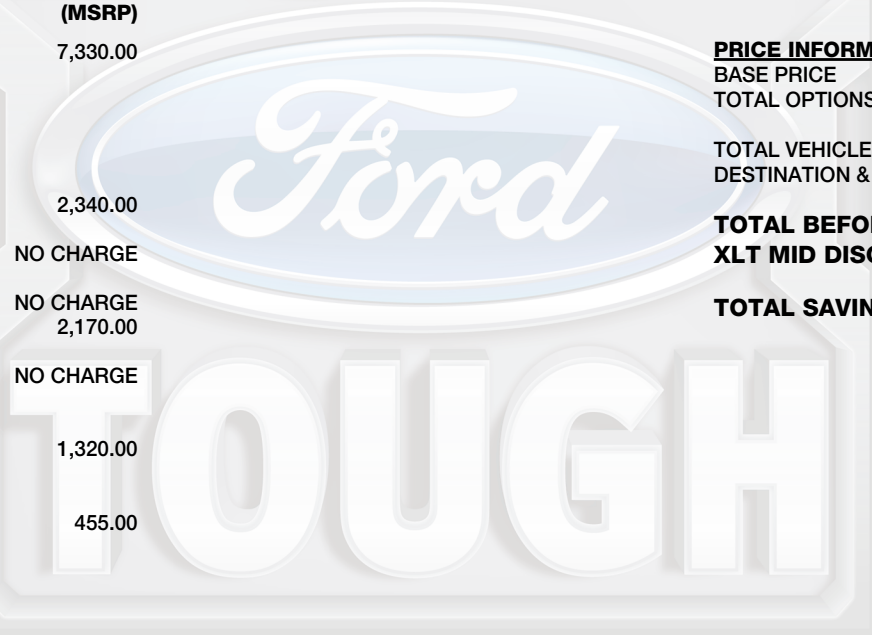 (MSRP)
7,330.00
2,340.00
NO CHARGE
NO CHARGE
2,170.00
NO CHARGE
1,320.00
455.00
PRICE INFORM
BASE PRICE
TOTAL OPTIONS
TOTAL VEHICLE
DESTINATION &
TOTAL BEFO
XLT MID DISC
TOTAL SAVIN
Ford
TOUGH